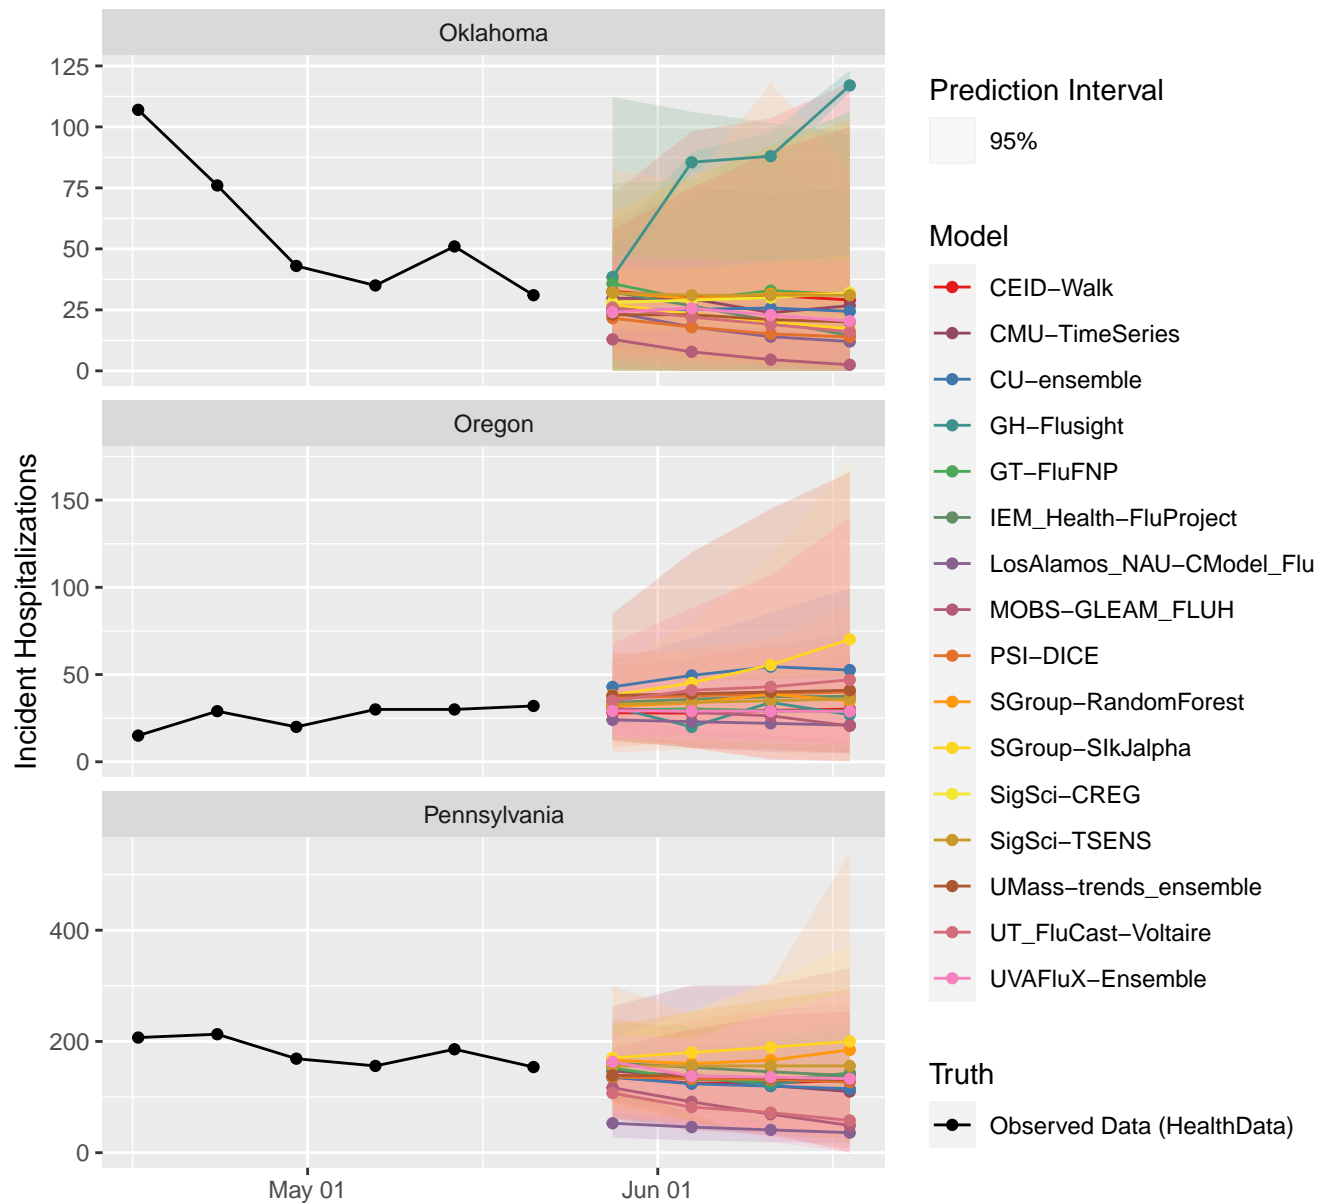 Oklahoma
125
100
75
50
25
0
Oregon
150
100
50
0
Pennsylvania
400
200
0
May 01
Jun 01
Incident Hospitalizations
Prediction Interval
95%
Model
CEID−Walk
CMU−TimeSeries
CU−ensemble
GH−Flusight
GT−FluFNP
IEM_Health−FluProject
LosAlamos_NAU−CModel_Flu
MOBS−GLEAM_FLUH
PSI−DICE
SGroup−RandomForest
SGroup−SIkJalpha
SigSci−CREG
SigSci−TSENS
UMass−trends_ensemble
UT_FluCast−Voltaire
UVAFluX−Ensemble
Truth
Observed Data (HealthData)